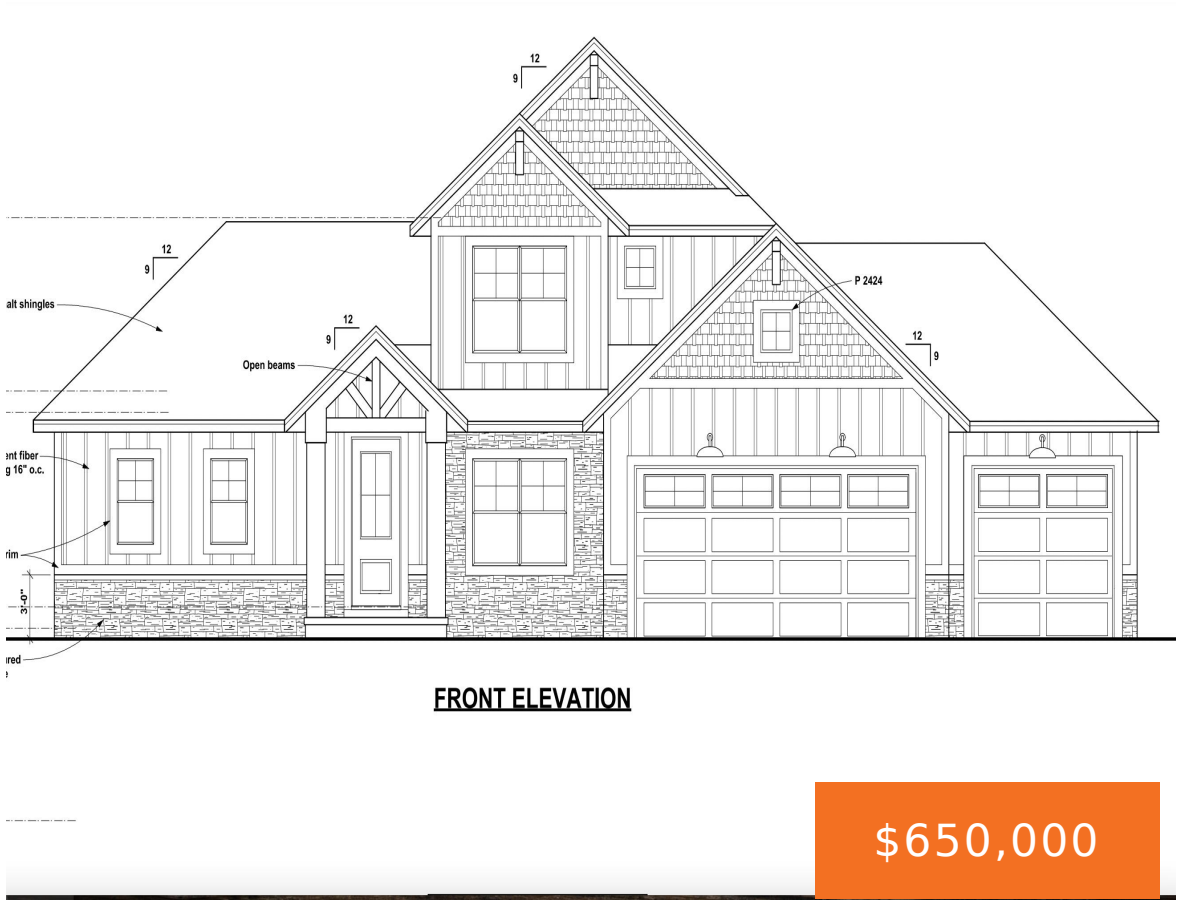 12
9
12
9
alt shingles
P 2424
12
9
12
9
Open beams
ent fiber
g 16" o.c.
rim
3'-0"
red
e
FRONT ELEVATION
$650,000